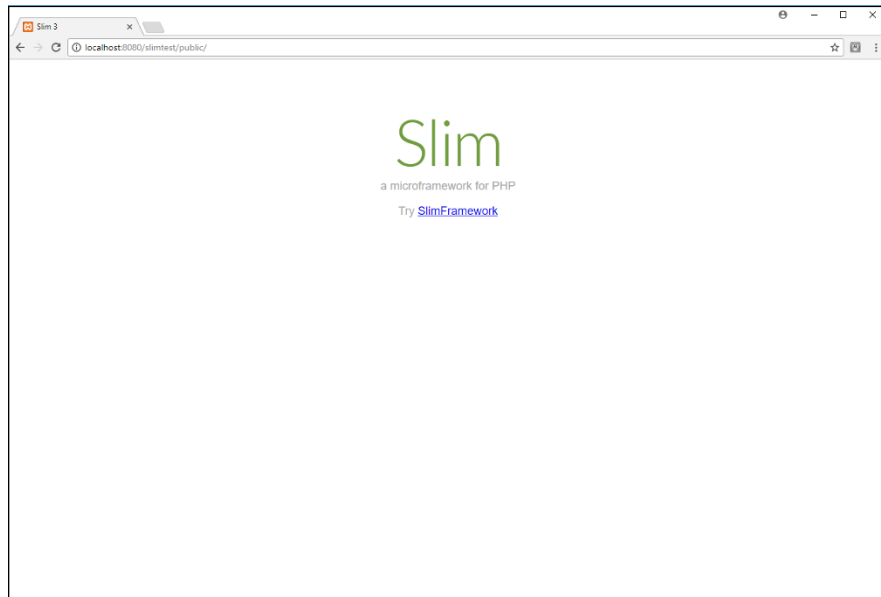 Slim 3
localhost:8080/slimtest/public/
Slim
a microframework for PHP
Try SlimFramework